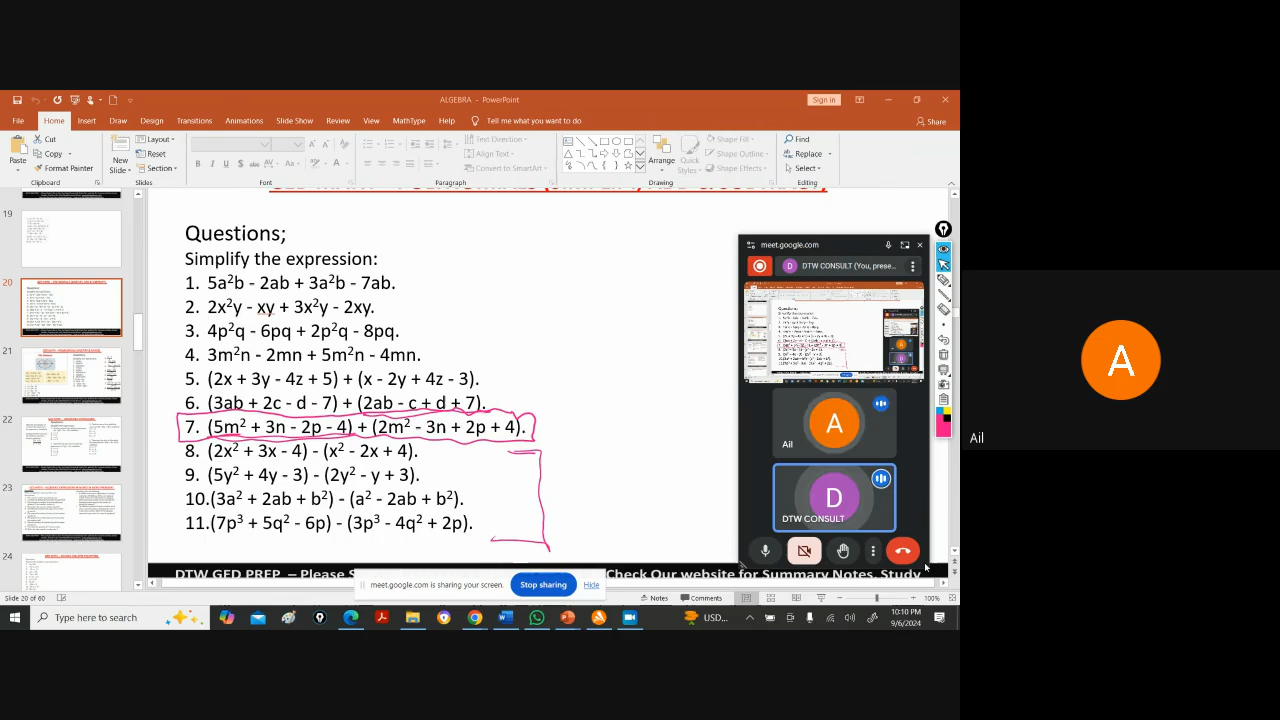 ALGEBRA - PowerPoint
Sign in
File Home Insert Draw Design Transitions Animations Slide Show Review View MathType Help Tell me what you want to do
Share
Paste
Cut
Copy
Format Painter
Clipboard
New Slide
Layout
Reset
Section
Slides
Font
Text Direction
Align Text
Convert to SmartArt
Paragraph
Arrange
Quick Styles
Shape Fill
Shape Outline
Shape Effects
Drawing
Find
Replace
Select
Editing
19
20
21
22
23
24
Questions;
Simplify the expression:
1. 5a²b - 2ab + 3a²b - 7ab.
2. 2x²y - xy + 3x²y - 2xy.
3. 4p²q - 6pq + 2p²q - 8pq.
4. 3m²n - 2mn + 5m²n - 4mn.
5. (2x + 3y - 4z + 5) + (x - 2y + 4z - 3).
6. (3ab + 2c - d - 7) + (2ab - c + d + 7).
7. (5m² + 3n - 2p - 4) + (2m² - 3n + 2p + 4).
8. (2x² + 3x - 4) - (x² - 2x + 4).
9. (5y² + 4y - 3) - (2y² - y + 3).
10.(3a² + 2ab + b²) - (a² - 2ab + b²).
11.(7p³ + 5q² - 6p) - (3p³ - 4q² + 2p).
meet.google.com
DTW CONSULT (You, prese...
A
Ail
D
DTW CONSULT
A
Ail
Check Our website for Summary Notes, Study
meet.google.com is sharing your screen.
Stop sharing
Hide
Slide 20 of 60
Notes
Comments
100%
Type here to search
USD...
10:10 PM
9/6/2024